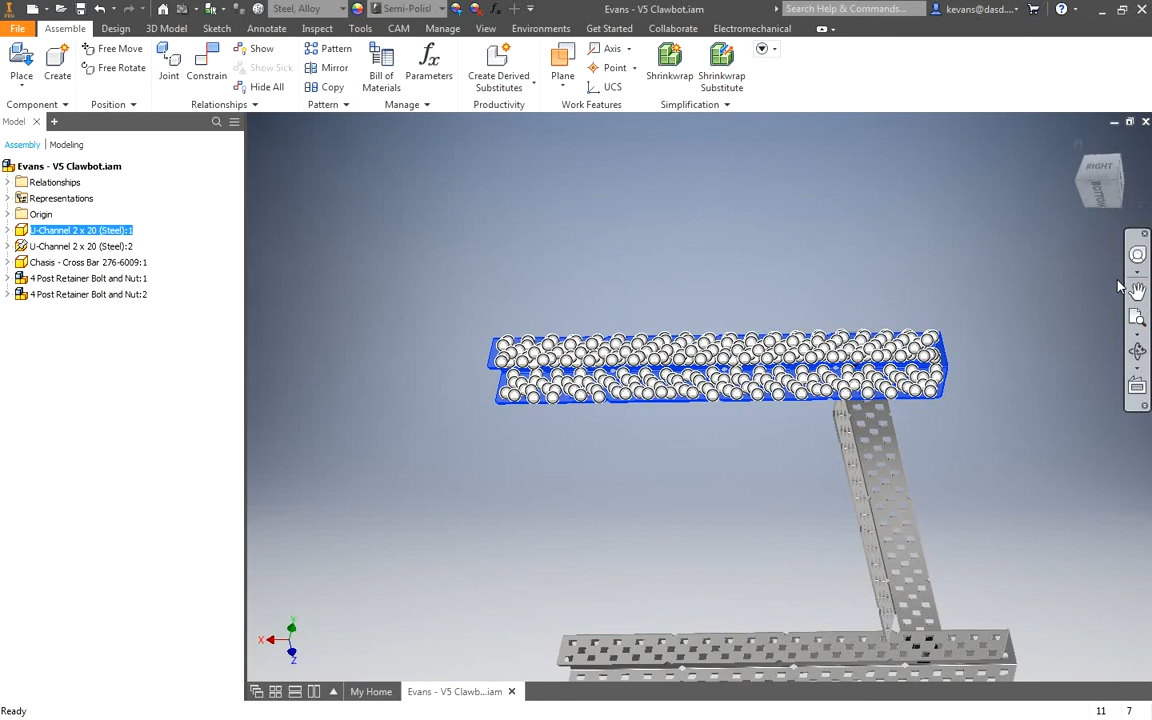 Steel, Alloy
Semi-Polisl
Evans - V5 Clawbot.iam
Search Help & Commands...
kevans@dasd....
File
Assemble
Design
3D Model
Sketch
Annotate
Inspect
Tools
CAM
Manage
View
Environments
Get Started
Collaborate
Electromechanical
Place
Create
Free Move
Free Rotate
Joint
Constrain
Show
Show Sick
Hide All
Pattern
Mirror
Copy
Bill of
Materials
Parameters
Create Derived
Substitutes
Plane
Axis
Point
UCS
Shrinkwrap
Shrinkwrap
Substitute
Component
Position
Relationships
Pattern
Manage
Productivity
Work Features
Simplification
Model
Assembly
Modeling
Evans - V5 Clawbot.iam
Relationships
Representations
Origin
U-Channel 2 x 20 (Steel):1
U-Channel 2 x 20 (Steel):2
Chasis - Cross Bar 276-6009:1
4 Post Retainer Bolt and Nut:1
4 Post Retainer Bolt and Nut:2
RIGHT
BOTTOM
X
Z
My Home
Evans - V5 Clawb...iam
Ready
11
7